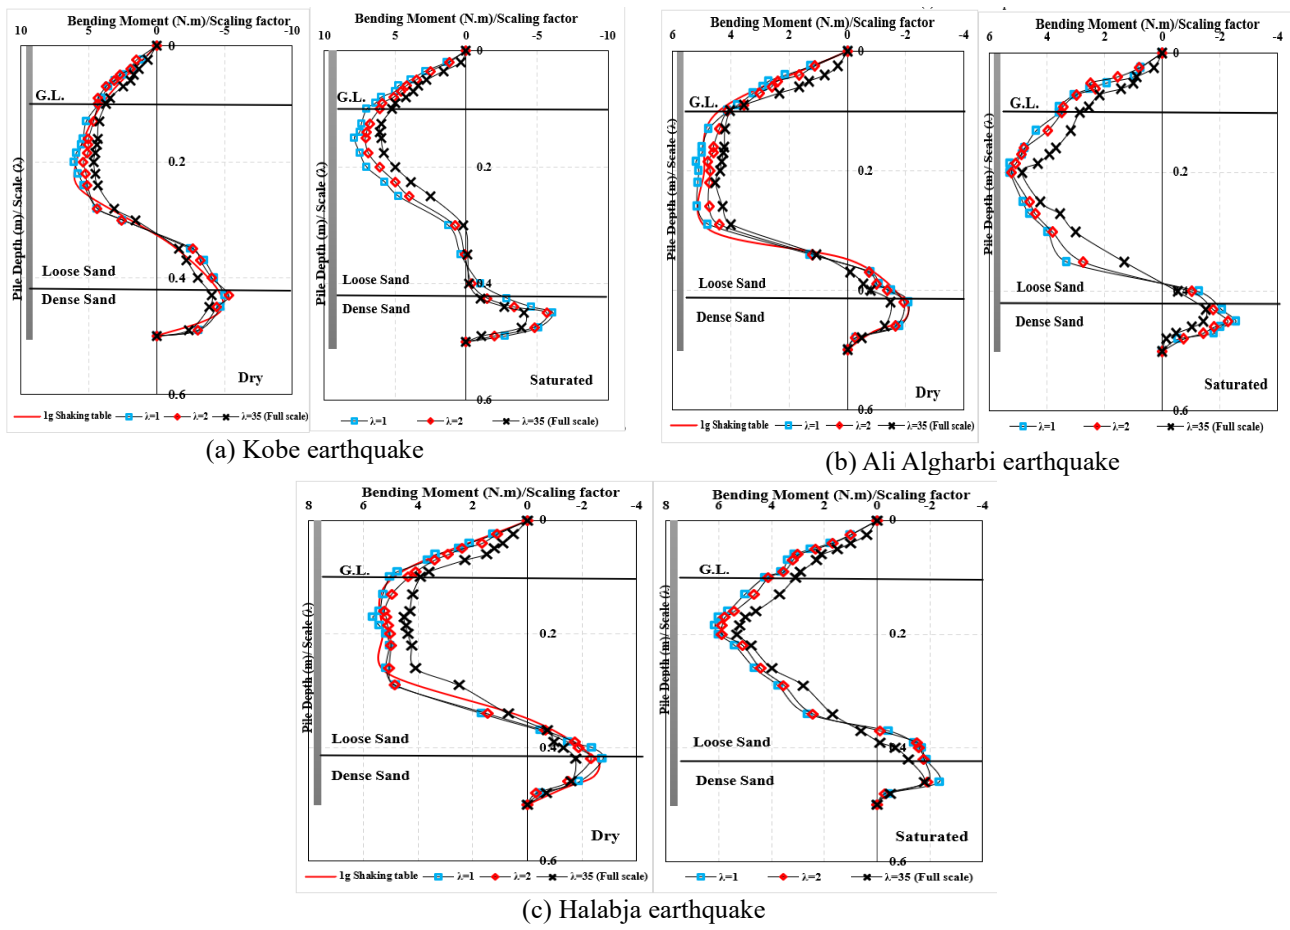 Bending Moment (N.m)/Scaling factor
10 5 0 -5 -10
0
G.L.
0.2
Pile Depth (m)/ Scale (λ)
Loose Sand
0.4
Dense Sand
Dry
0.6
1g Shaking table λ=1 λ=2 λ=35 (Full scale)
Bending Moment (N.m)/Scaling factor
10 5 0 -5 -10
0
G.L.
0.2
Pile Depth (m)/ Scale (λ)
Loose Sand
0.4
Dense Sand
Saturated
0.6
λ=1 λ=2 λ=35 (Full scale)
(a) Kobe earthquake
Bending Moment (N.m)/Scaling factor
6 4 2 0 -2 -4
0
G.L.
0.2
Pile Depth (m)/ Scale (λ)
Loose Sand
Dense Sand
Dry
0.6
1g Shaking table λ=1 λ=2 λ=35 (Full scale)
Bending Moment (N.m)/Scaling factor
6 4 2 0 -2 -4
0
G.L.
0.2
Pile Depth (m)/ Scale (λ)
Loose Sand
Dense Sand
Saturated
0.6
λ=1 λ=2 λ=35 (Full scale)
(b) Ali Algharbi earthquake
Bending Moment (N.m)/Scaling factor
8 6 4 2 0 -2 -4
0
G.L.
0.2
Pile Depth (m)/ Scale (λ)
Loose Sand
0.4
Dense Sand
Dry
0.6
1g Shaking table λ=1 λ=2 λ=35 (Full scale)
Bending Moment (N.m)/Scaling factor
8 6 4 2 0 -2 -4
0
G.L.
0.2
Pile Depth (m)/ Scale (λ)
Loose Sand
0.4
Dense Sand
Saturated
0.6
λ=1 λ=2 λ=35 (Full scale)
(c) Halabja earthquake